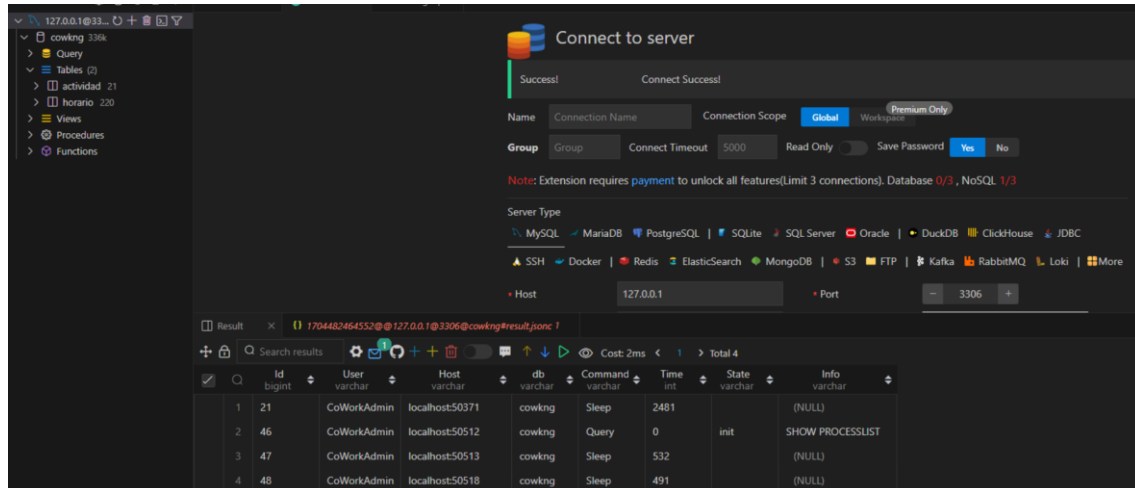 127.0.0.1@33...
cowkng 336k
Query
Tables (2)
actividad 21
horario 220
Views
Procedures
Functions
Connect to server
Success! Connect Success!
Name Connection Name Connection Scope Global Workspace Premium Only
Group Group Connect Timeout 5000 Read Only Save Password Yes No
Note: Extension requires payment to unlock all features(Limit 3 connections). Database 0/3 , NoSQL 1/3
Server Type
MySQL MariaDB PostgreSQL | SQLite SQL Server Oracle | DuckDB ClickHouse JDBC
SSH Docker | Redis ElasticSearch MongoDB | S3 FTP | Kafka RabbitMQ Loki | More
* Host 127.0.0.1 * Port − 3306 +
Result × {} 1704482464552@@127.0.0.1@3306@cowkng#result.jsonc 1
Search results 1 Cost: 2ms < 1 > Total 4
Id User Host db Command Time State Info
bigint varchar varchar varchar varchar int varchar varchar
1 21 CoWorkAdmin localhost:50371 cowkng Sleep 2481 (NULL)
2 46 CoWorkAdmin localhost:50512 cowkng Query 0 init SHOW PROCESSLIST
3 47 CoWorkAdmin localhost:50513 cowkng Sleep 532 (NULL)
4 48 CoWorkAdmin localhost:50518 cowkng Sleep 491 (NULL)